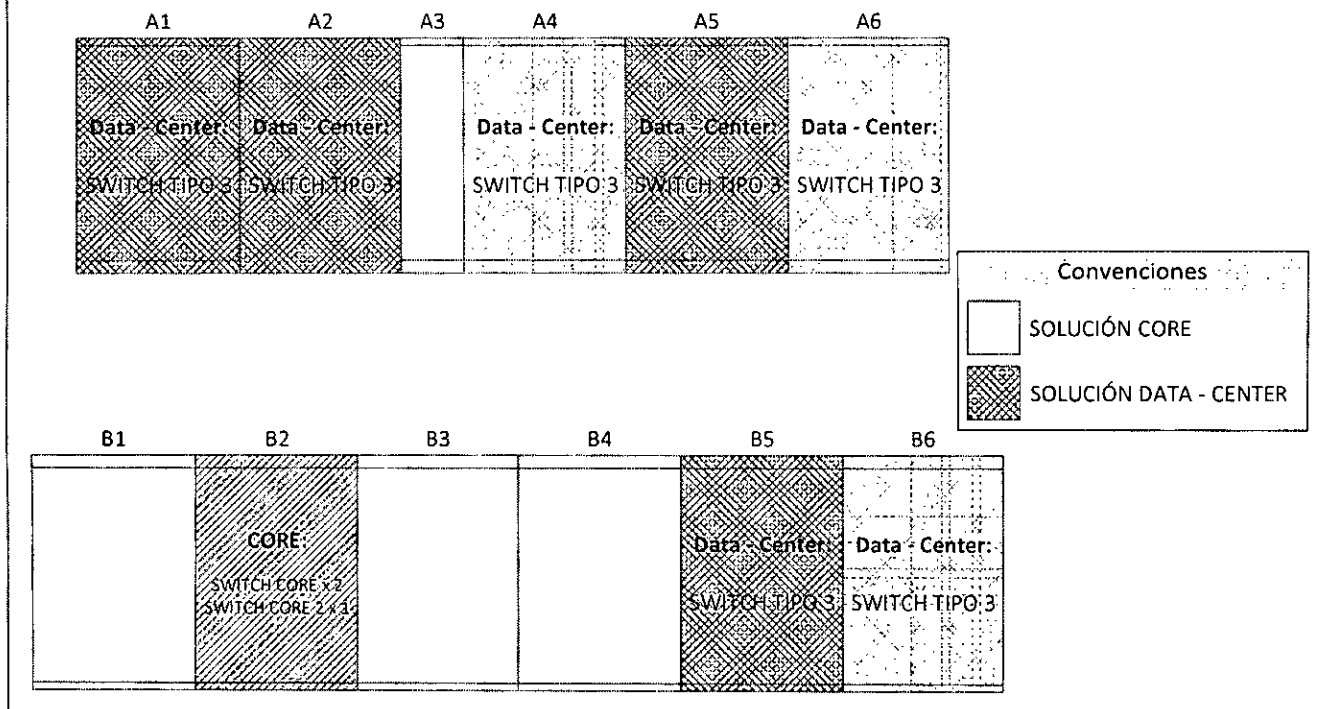 A1 A2 A3 A4 A5 A6
Data - Center: Data - Center: Data - Center: Data - Center: Data - Center:
SWITCH TIPO 3 SWITCH TIPO 3 SWITCH TIPO 3 SWITCH TIPO 3 SWITCH TIPO 3
Convenciones
SOLUCIÓN CORE
SOLUCIÓN DATA - CENTER
B1 B2 B3 B4 B5 B6
CORE: Data - Center: Data - Center:
SWITCH CORE x 2
SWITCH CORE 2 x 1
SWITCH TIPO 3 SWITCH TIPO 3